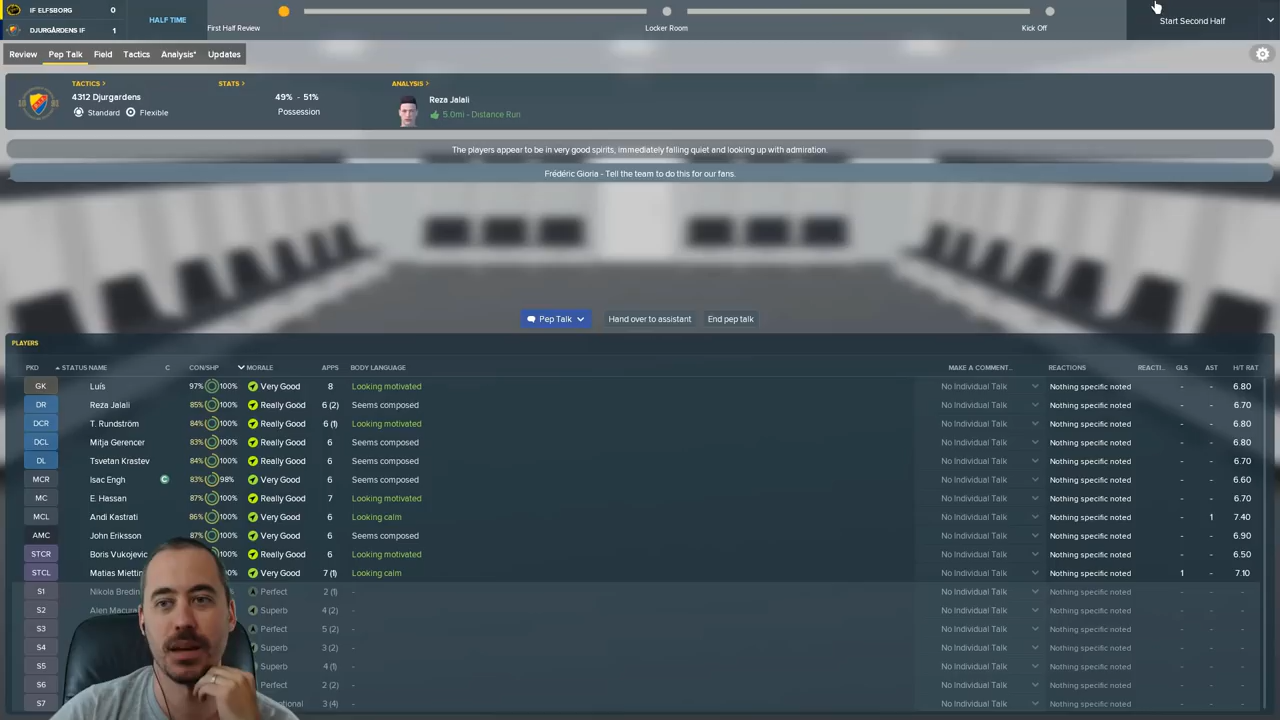 IF ELFSBORG 0
DJURGÅRDENS IF 1
HALF TIME
First Half Review
Locker Room
Kick Off
Start Second Half
Review Pep Talk Field Tactics Analysis* Updates
TACTICS >
4312 Djurgardens
Standard Flexible
STATS >
49% - 51%
Possession
ANALYSIS >
Reza Jalali
5.0mi - Distance Run
The players appear to be in very good spirits, immediately falling quiet and looking up with admiration.
Frédéric Gioria - Tell the team to do this for our fans.
Pep Talk Hand over to assistant End pep talk
PLAYERS
PKD STATUS NAME C CON/SHP MORALE APPS BODY LANGUAGE MAKE A COMMENT... REACTIONS REACTI... GLS AST H/T RAT
GK Luís 97% 100% Very Good 8 Looking motivated No Individual Talk Nothing specific noted - - 6.80
DR Reza Jalali 85% 100% Really Good 6 (2) Seems composed No Individual Talk Nothing specific noted - - 6.70
DCR T. Rundström 84% 100% Really Good 6 (1) Looking motivated No Individual Talk Nothing specific noted - - 6.80
DCL Mitja Gerencer 83% 100% Really Good 6 Seems composed No Individual Talk Nothing specific noted - - 6.80
DL Tsvetan Krastev 84% 100% Really Good 6 Seems composed No Individual Talk Nothing specific noted - - 6.70
MCR Isac Engh C 83% 98% Very Good 6 Seems composed No Individual Talk Nothing specific noted - - 6.60
MC E. Hassan 87% 100% Really Good 7 Looking motivated No Individual Talk Nothing specific noted - - 6.70
MCL Andi Kastrati 86% 100% Very Good 6 Looking calm No Individual Talk Nothing specific noted - 1 7.40
AMC John Eriksson 87% 100% Very Good 6 Seems composed No Individual Talk Nothing specific noted - - 6.90
STCR Boris Vukojevic 100% Really Good 6 Looking motivated No Individual Talk Nothing specific noted - - 6.50
STCL Matias 100% Very Good 7 (1) Looking calm No Individual Talk Nothing specific noted 1 - 7.10
S1 Nikola Perfect 2 (1) - No Individual Talk Nothing specific noted - - -
S2 Alen Superb 4 (2) - No Individual Talk Nothing specific noted - - -
S3 Perfect 5 (2) - No Individual Talk Nothing specific noted - - -
S4 Superb 3 (2) - No Individual Talk Nothing specific noted - - -
S5 Superb 4 (1) - No Individual Talk Nothing specific noted - - -
S6 Perfect 2 (2) - No Individual Talk Nothing specific noted - - -
S7 3 (4) - No Individual Talk Nothing specific noted - - -